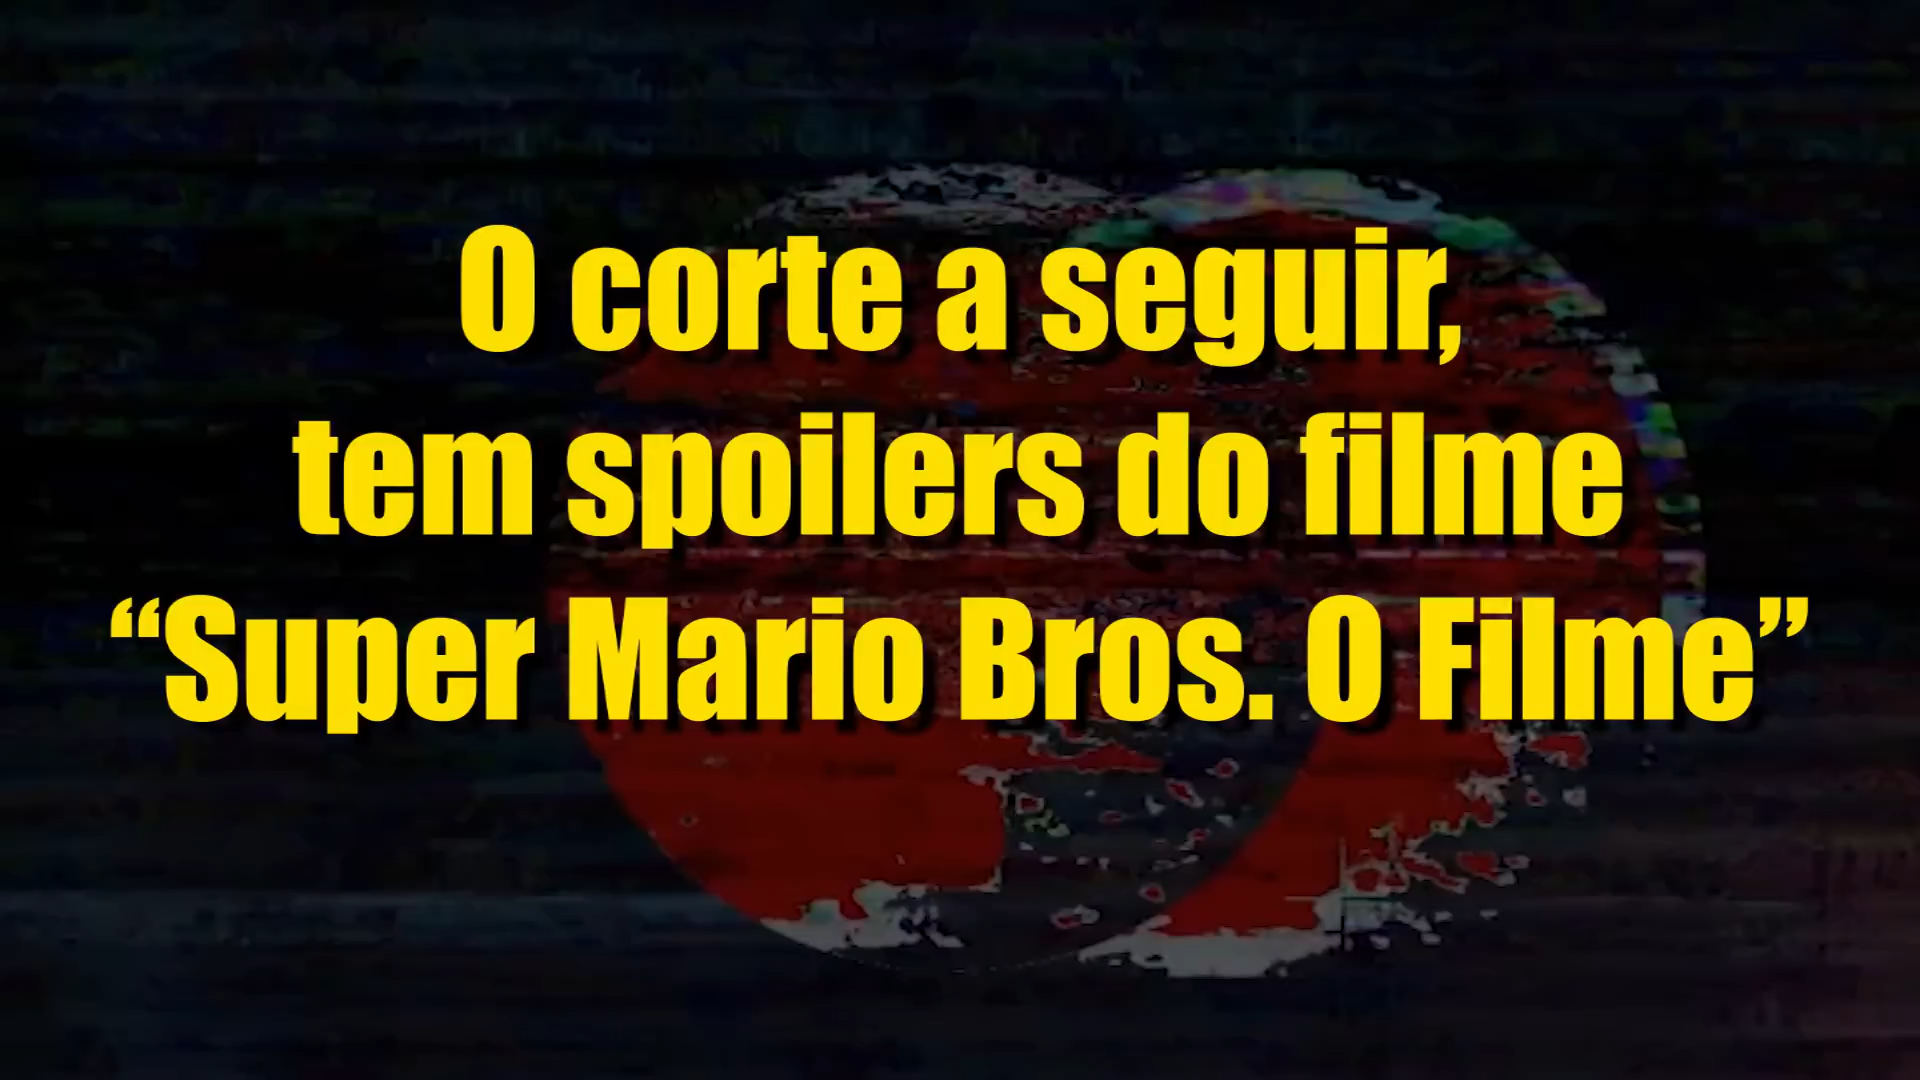 O corte a seguir,
tem spoilers do filme
“Super Mario Bros. O Filme”